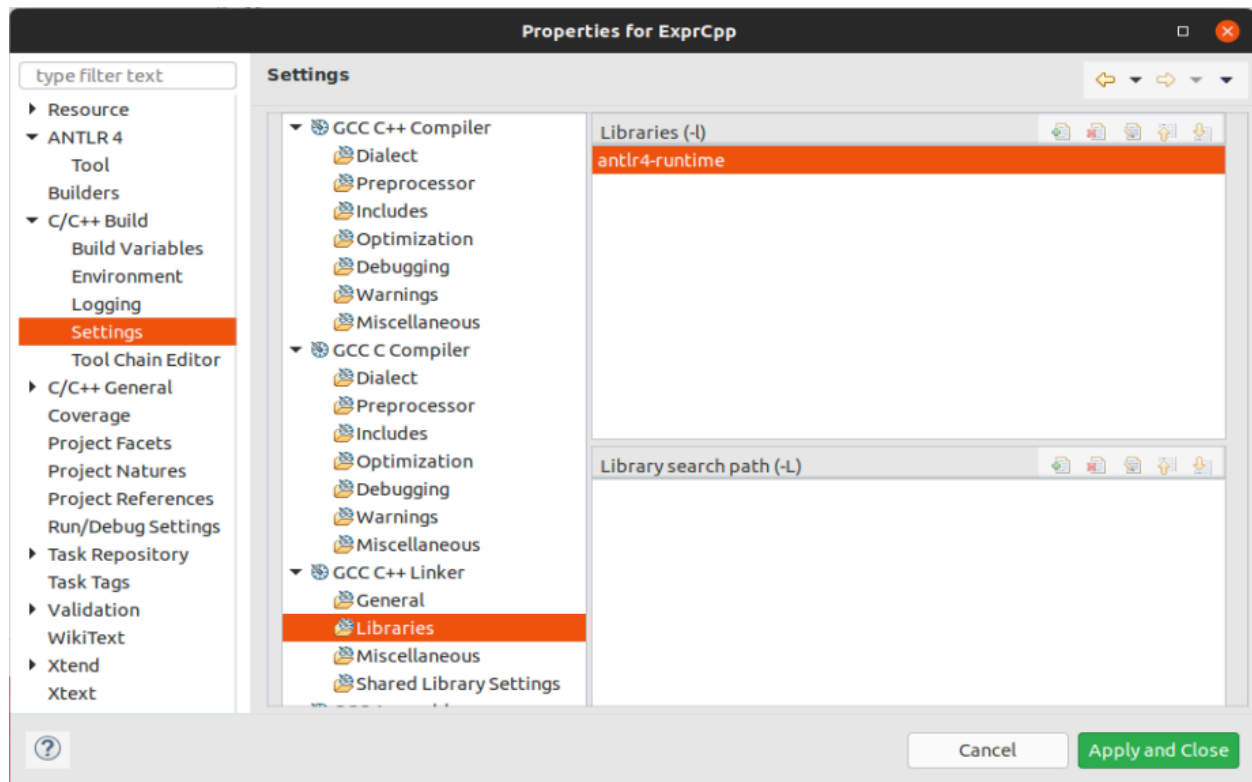 Properties for ExprCpp
type filter text
Resource
ANTLR 4
Tool
Builders
C/C++ Build
Build Variables
Environment
Logging
Settings
Tool Chain Editor
C/C++ General
Coverage
Project Facets
Project Natures
Project References
Run/Debug Settings
Task Repository
Task Tags
Validation
WikiText
Xtend
Xtext
Settings
GCC C++ Compiler
Dialect
Preprocessor
Includes
Optimization
Debugging
Warnings
Miscellaneous
GCC C Compiler
Dialect
Preprocessor
Includes
Optimization
Debugging
Warnings
Miscellaneous
GCC C++ Linker
General
Libraries
Miscellaneous
Shared Library Settings
Libraries (-l)
antlr4-runtime
Library search path (-L)
Cancel
Apply and Close